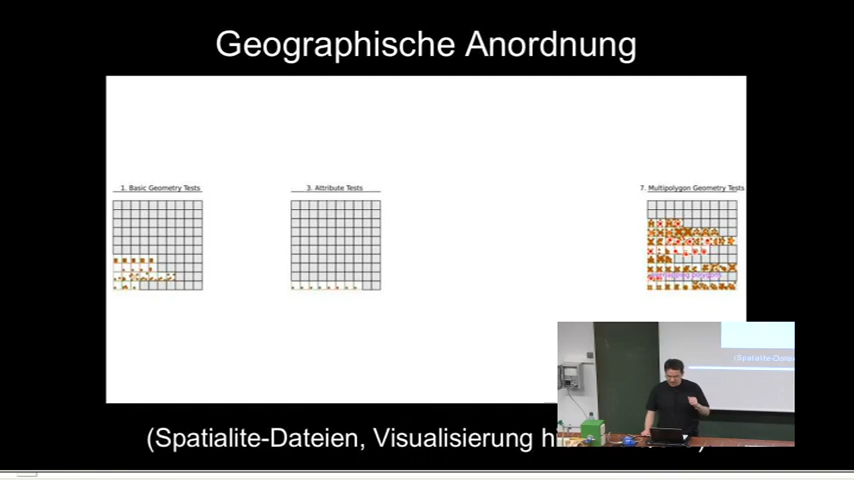 Geographische Anordnung
1. Basic Geometry Tests
3. Attribute Tests
7. Multipolygon Geometry Tests
(Spatialite-Dateien, Visualisierung